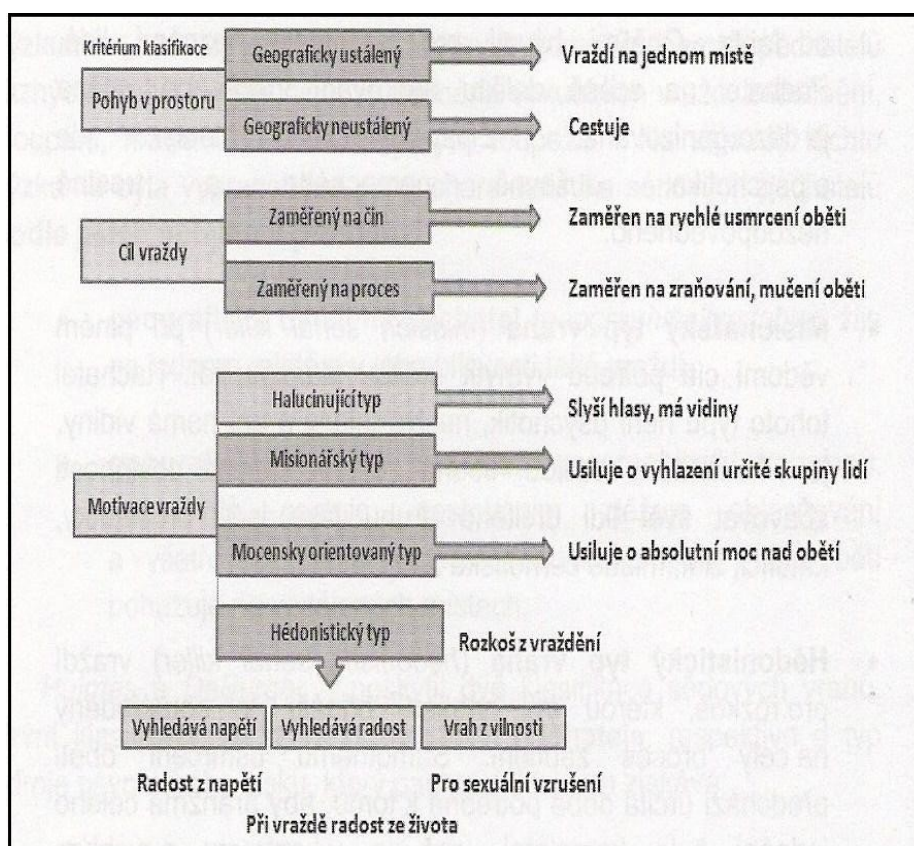 Kritérium klasifikace
Pohyb v prostoru
Geograficky ustálený
Vraždí na jednom místě
Geograficky neustálený
Cestuje
Cíl vraždy
Zaměřený na čin
Zaměřen na rychlé usmrcení oběti
Zaměřený na proces
Zaměřen na zraňování, mučení oběti
Motivace vraždy
Halucinující typ
Slyší hlasy, má vidiny
Misionářský typ
Usiluje o vyhlazení určité skupiny lidí
Mocensky orientovaný typ
Usiluje o absolutní moc nad obětí
Hédonistický typ
Rozkoš z vraždění
Vyhledává napětí
Vyhledává radost
Vrah z vilnosti
Radost z napětí
Pro sexuální vzrušení
Při vraždě radost ze života